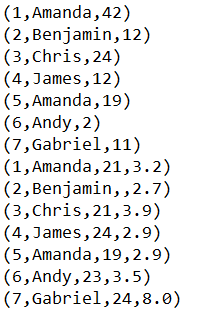 (1,Amanda,42)
(2,Benjamin,12)
(3,Chris,24)
(4,James,12)
(5,Amanda,19)
(6,Andy,2)
(7,Gabriel,11)
(1,Amanda,21,3.2)
(2,Benjamin,,2.7)
(3,Chris,21,3.9)
(4,James,24,2.9)
(5,Amanda,19,2.9)
(6,Andy,23,3.5)
(7,Gabriel,24,8.0)